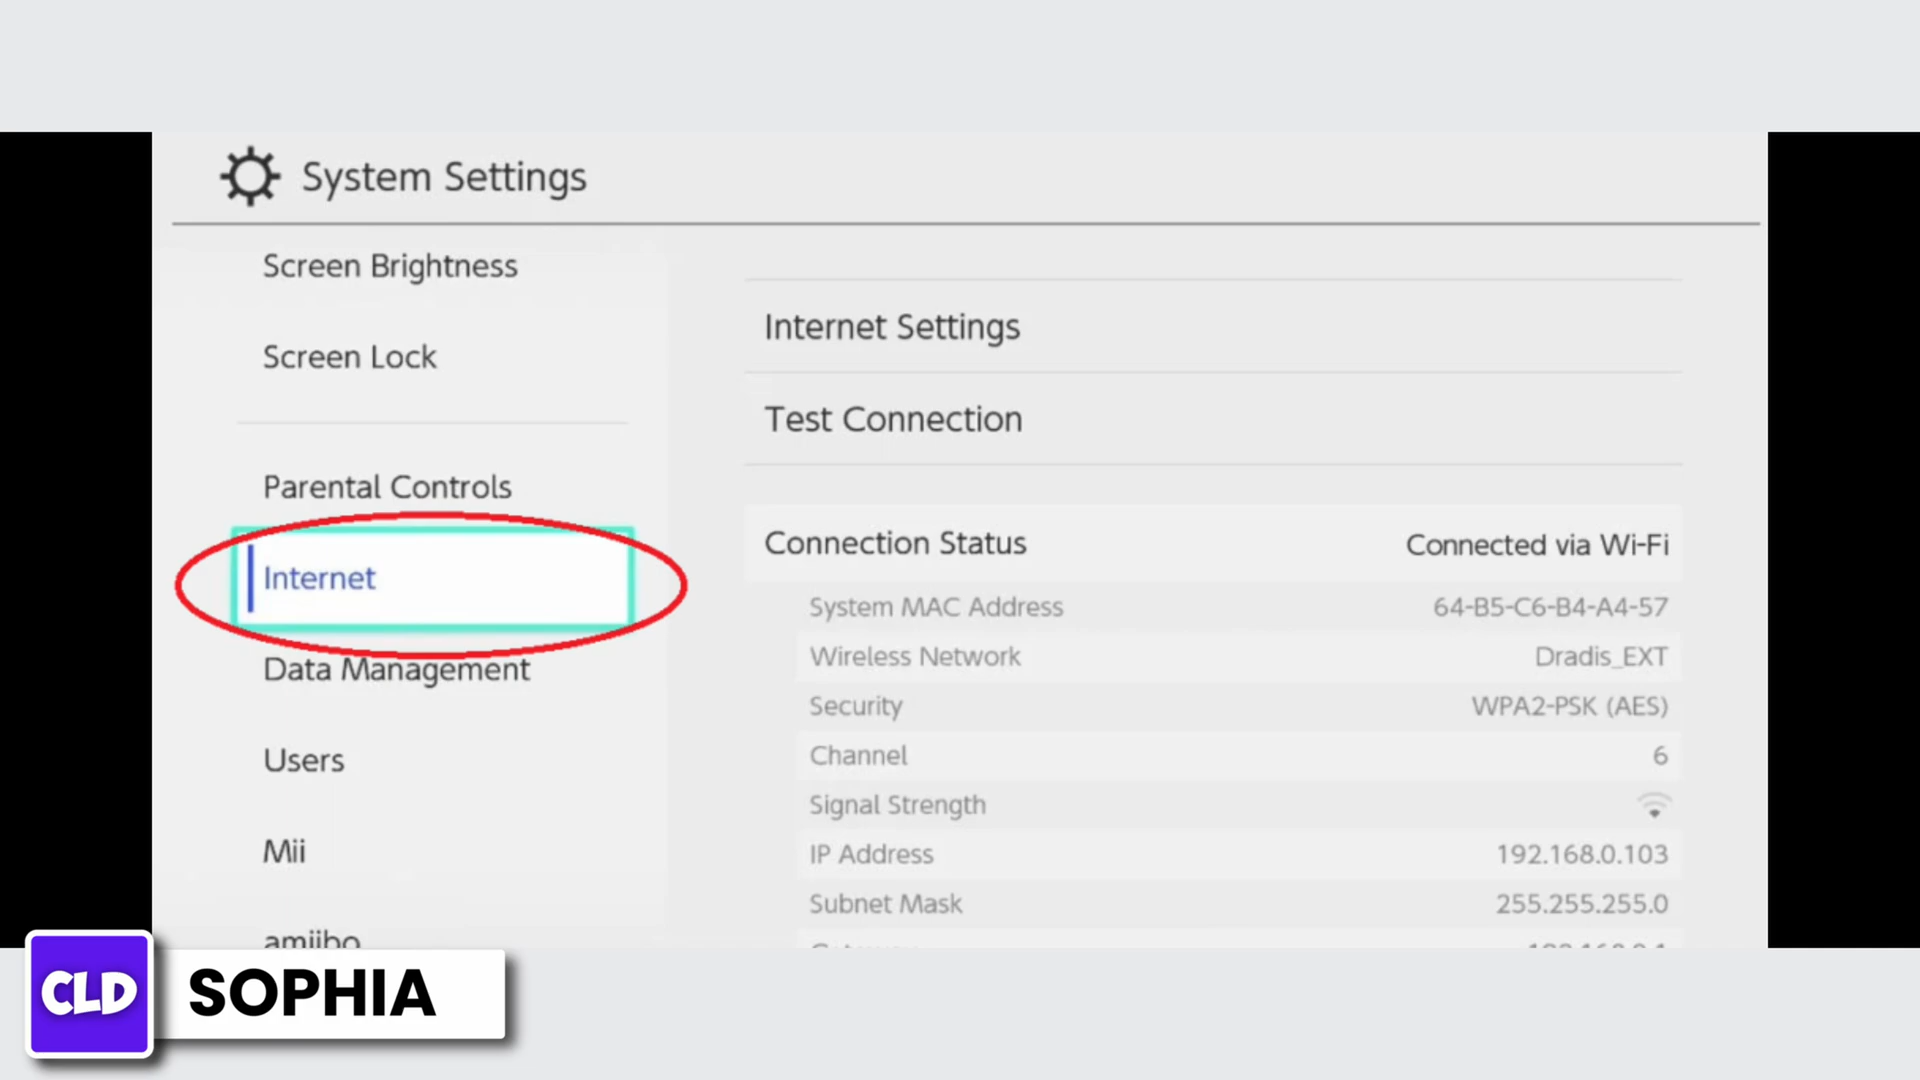 System Settings
Screen Brightness
Screen Lock
Parental Controls
Internet
Data Management
Users
Mii
amiibo
Internet Settings
Test Connection
Connection Status Connected via Wi-Fi
System MAC Address 64-B5-C6-B4-A4-57
Wireless Network Dradis_EXT
Security WPA2-PSK (AES)
Channel 6
Signal Strength
IP Address 192.168.0.103
Subnet Mask 255.255.255.0
CLD
SOPHIA